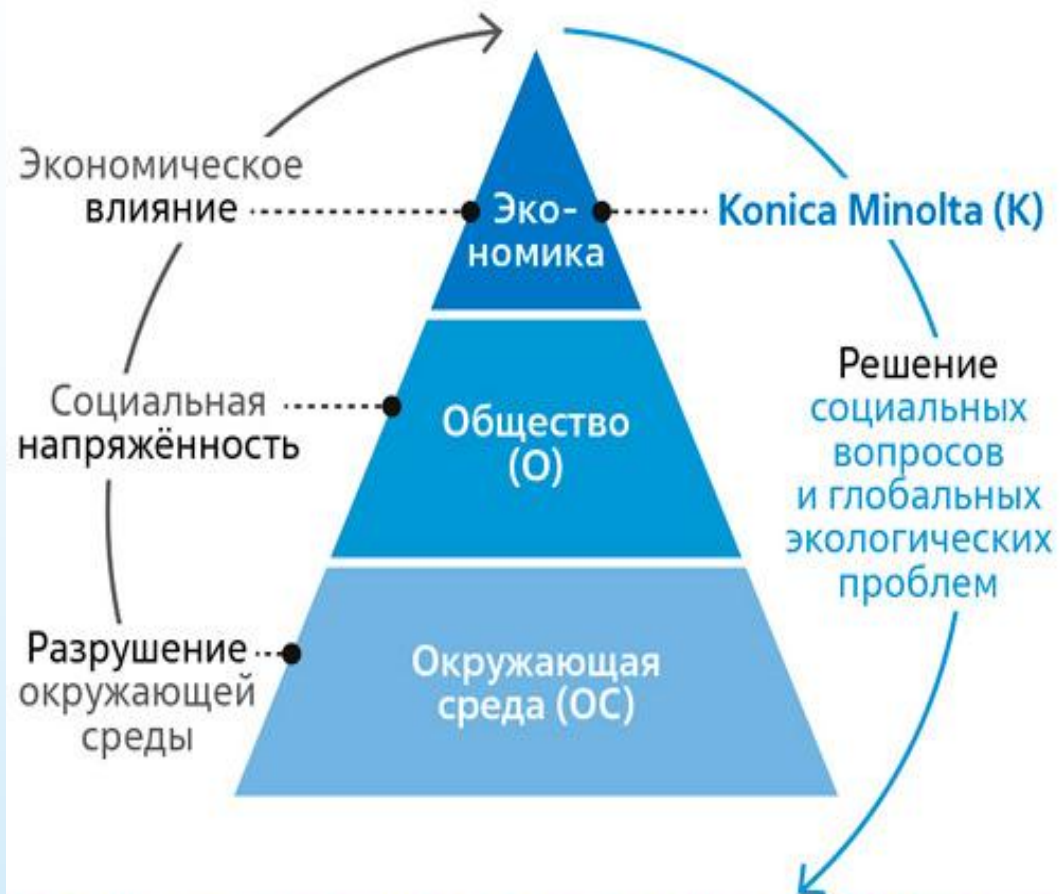 Экономическое
влияние
Эко-
номика
Konica Minolta (К)
Социальная
напряжённость
Общество
(О)
Решение
социальных
вопросов
и глобальных
экологических
проблем
Разрушение
окружающей
среды
Окружающая
среда (ОС)